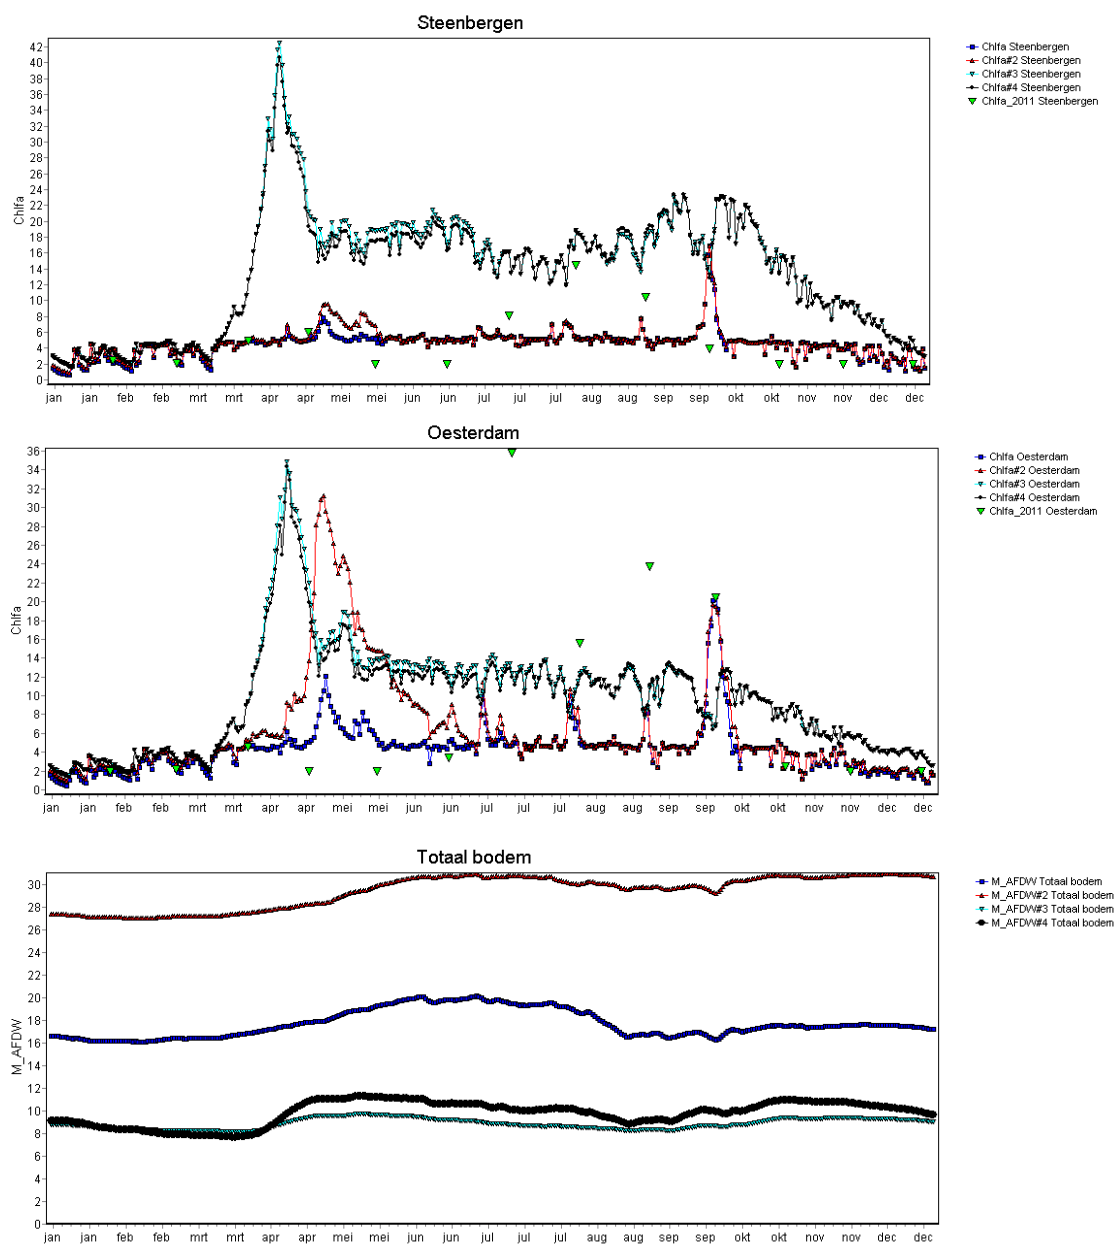 Steenbergen
Chlfa
42
40
38
36
34
32
30
28
26
24
22
20
18
16
14
12
10
8
6
4
2
0
jan jan feb feb mrt mrt apr apr mei mei jun jun jul jul aug aug sep sep okt okt nov nov dec dec
Chlfa Steenbergen
Chlfa#2 Steenbergen
Chlfa#3 Steenbergen
Chlfa#4 Steenbergen
Chlfa_2011 Steenbergen
Oesterdam
Chlfa
36
34
32
30
28
26
24
22
20
18
16
14
12
10
8
6
4
2
0
jan jan feb feb mrt mrt apr apr mei mei jun jun jul jul aug aug sep sep okt okt nov nov dec dec
Chlfa Oesterdam
Chlfa#2 Oesterdam
Chlfa#3 Oesterdam
Chlfa#4 Oesterdam
Chlfa_2011 Oesterdam
Totaal bodem
M_AFDW
30
28
26
24
22
20
18
16
14
12
10
8
6
4
2
0
jan jan feb feb mrt mrt apr apr mei mei jun jun jul jul aug aug sep sep okt okt nov nov dec dec
M_AFDW Totaal bodem
M_AFDW#2 Totaal bodem
M_AFDW#3 Totaal bodem
M_AFDW#4 Totaal bodem